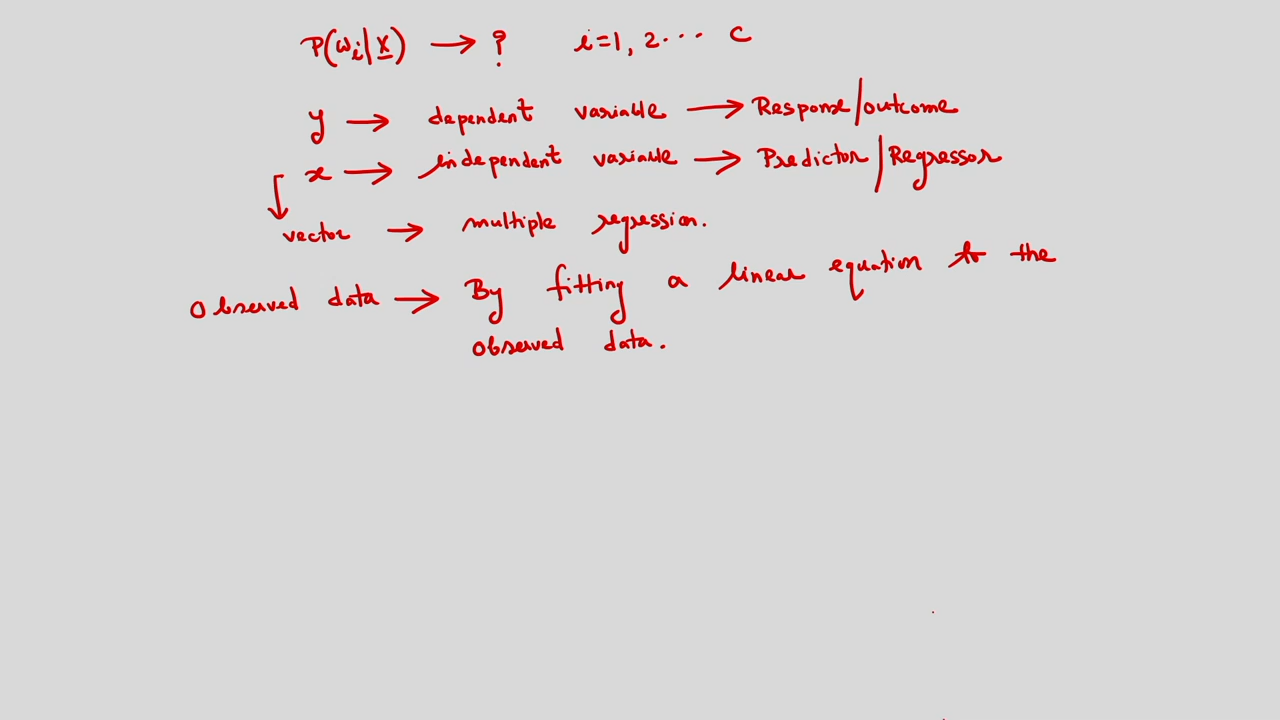 P(ωi|x) → ? i=1, 2... c
y → dependent variable → Response/outcome
x → independent variable → Predictor/Regressor
↓ vector → multiple regression.
Observed data → By fitting a linear equation to the
observed data.